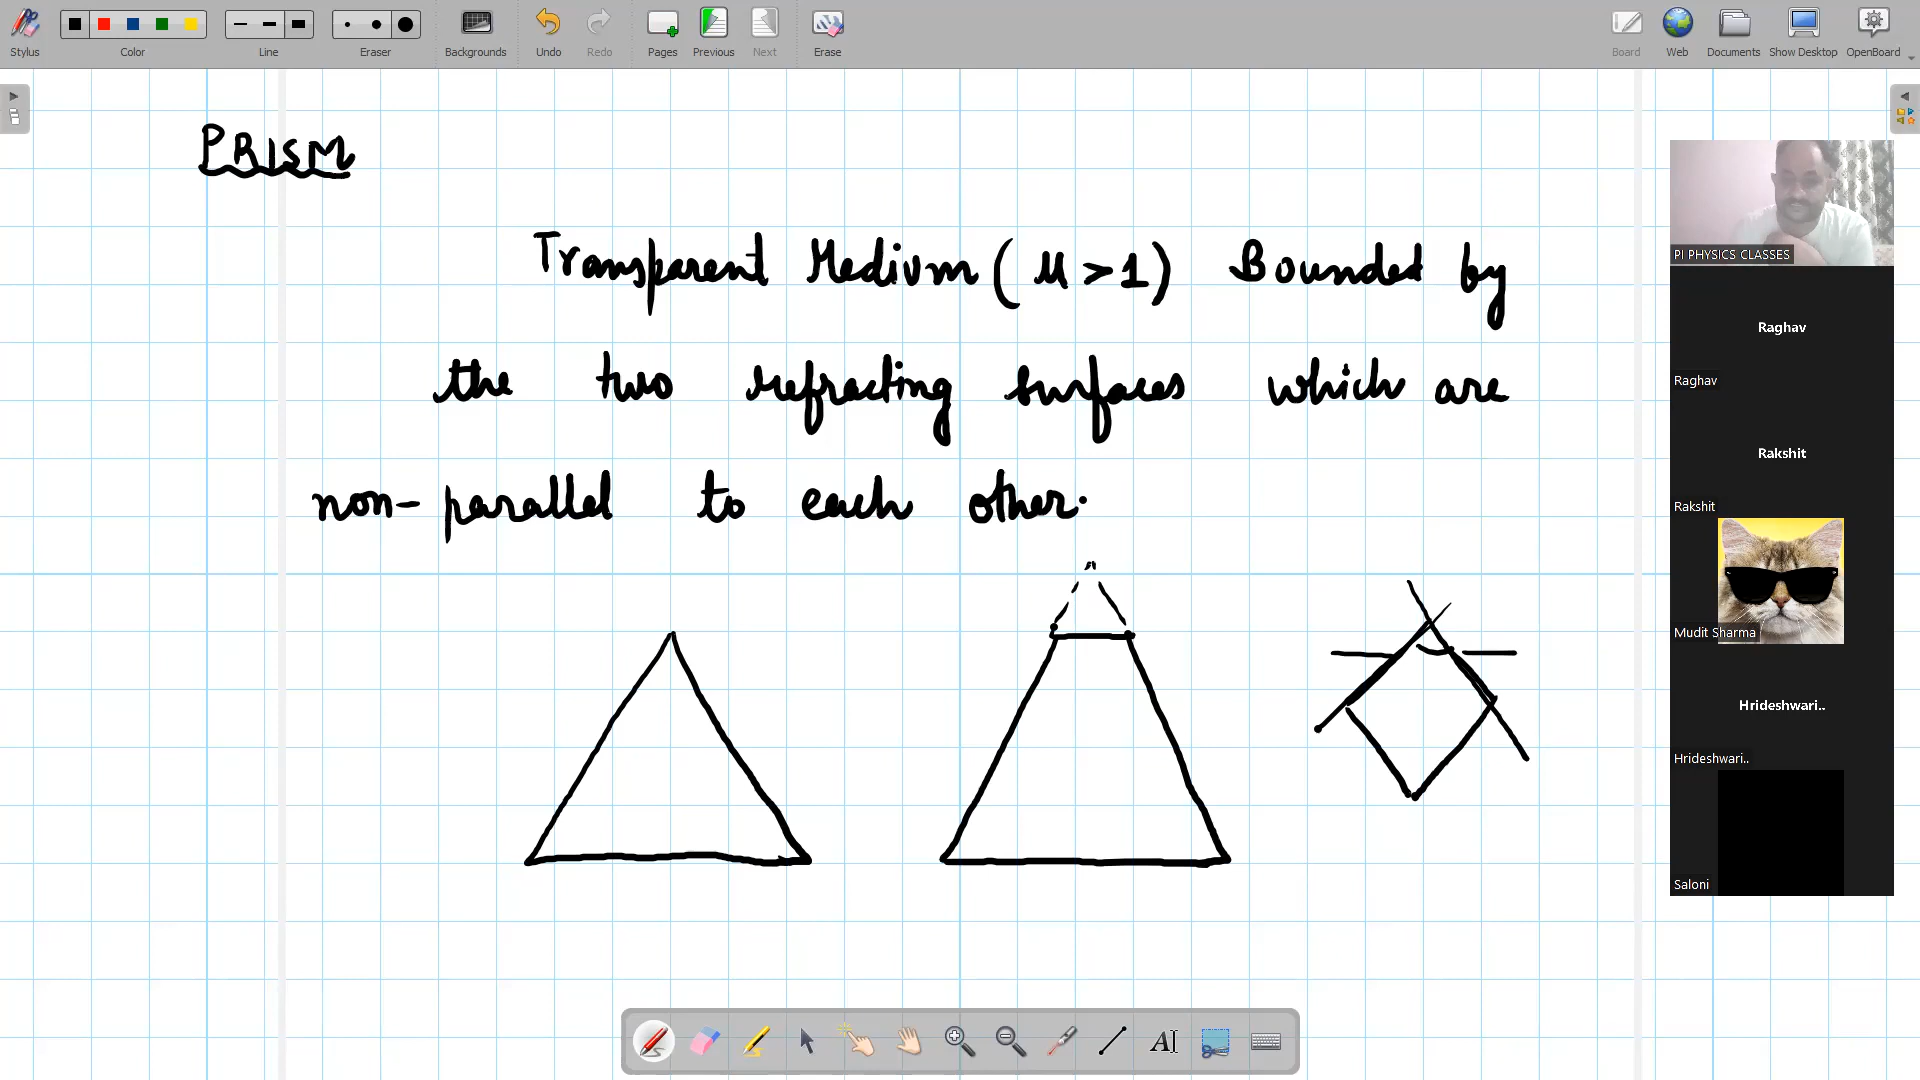 Stylus
Color
Line
Eraser
Backgrounds
Undo
Redo
Pages
Previous
Next
Erase
Board
Web
Documents
Show Desktop
OpenBoard
PRISM
Transparent Medium ( μ > 1 ) Bounded by
the two refracting surfaces which are
non-parallel to each other.
PI PHYSICS CLASSES
Raghav
Raghav
Rakshit
Rakshit
Mudit Sharma
Hrideshwari..
Hrideshwari..
Saloni